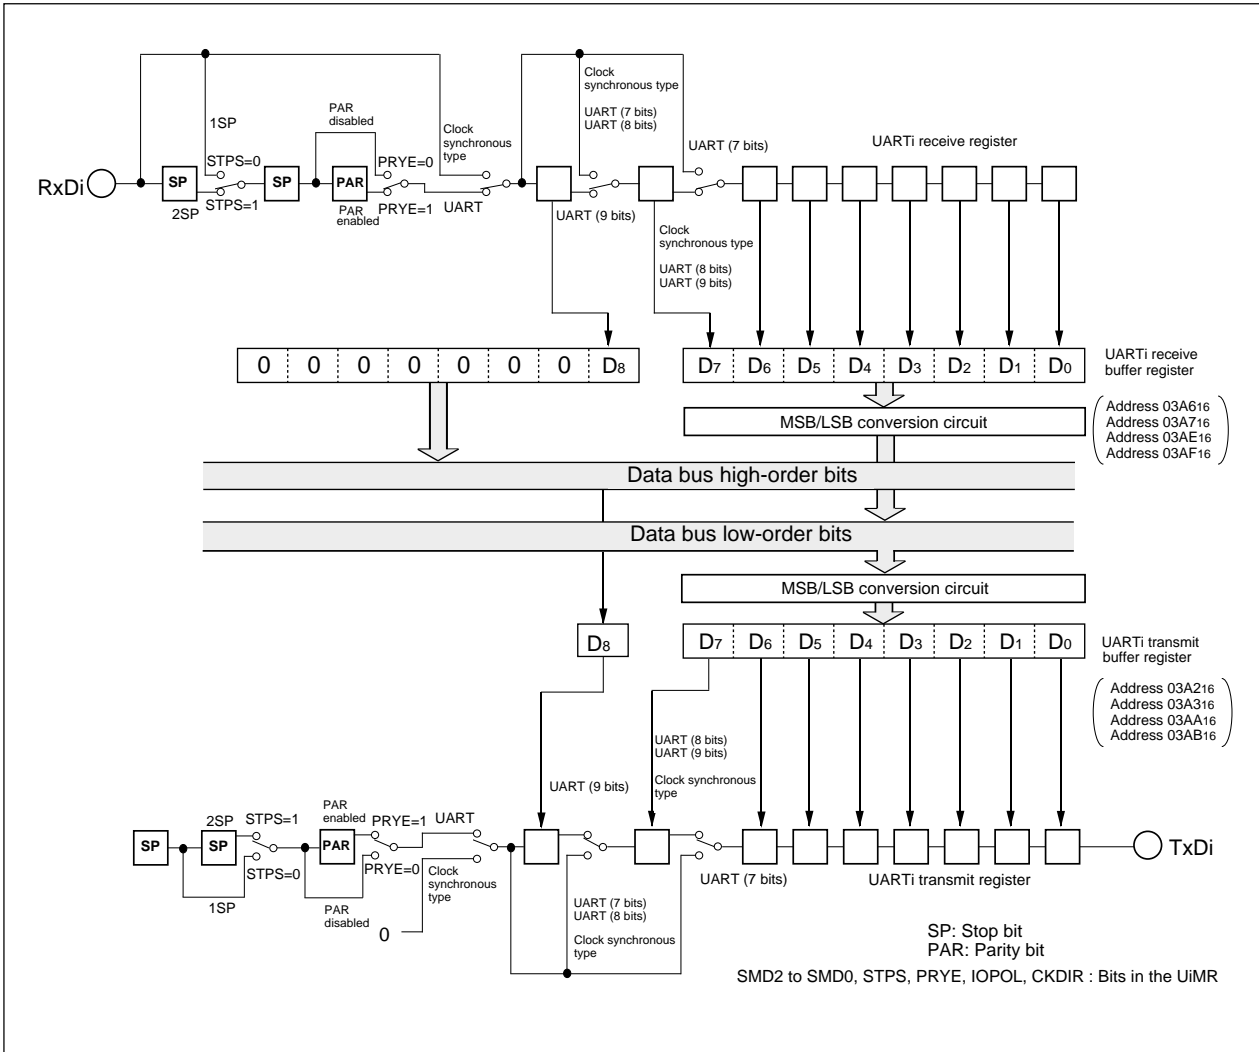 Clock
synchronous type
UART (7 bits)
UART (8 bits)
PAR
disabled
1SP
Clock
synchronous
type
UART (7 bits)
UARTi receive register
STPS=0
PRYE=0
RxDi
SP
SP
PAR
2SP
STPS=1
PAR
enabled
PRYE=1
UART
UART (9 bits)
Clock
synchronous type
UART (8 bits)
UART (9 bits)
0 0 0 0 0 0 0 D8
D7 D6 D5 D4 D3 D2 D1 D0
UARTi receive
buffer register
MSB/LSB conversion circuit
Address 03A616
Address 03A716
Address 03AE16
Address 03AF16
Data bus high-order bits
Data bus low-order bits
MSB/LSB conversion circuit
D8
D7 D6 D5 D4 D3 D2 D1 D0
UARTi transmit
buffer register
Address 03A216
Address 03A316
Address 03AA16
Address 03AB16
UART (8 bits)
UART (9 bits)
Clock synchronous
type
UART (9 bits)
2SP
STPS=1
PAR
enabled
PRYE=1
UART
SP
SP
PAR
TxDi
STPS=0
PRYE=0
Clock
synchronous
type
UART (7 bits)
UARTi transmit register
1SP
PAR
disabled
0
UART (7 bits)
UART (8 bits)
Clock synchronous
type
SP: Stop bit
PAR: Parity bit
SMD2 to SMD0, STPS, PRYE, IOPOL, CKDIR : Bits in the UiMR